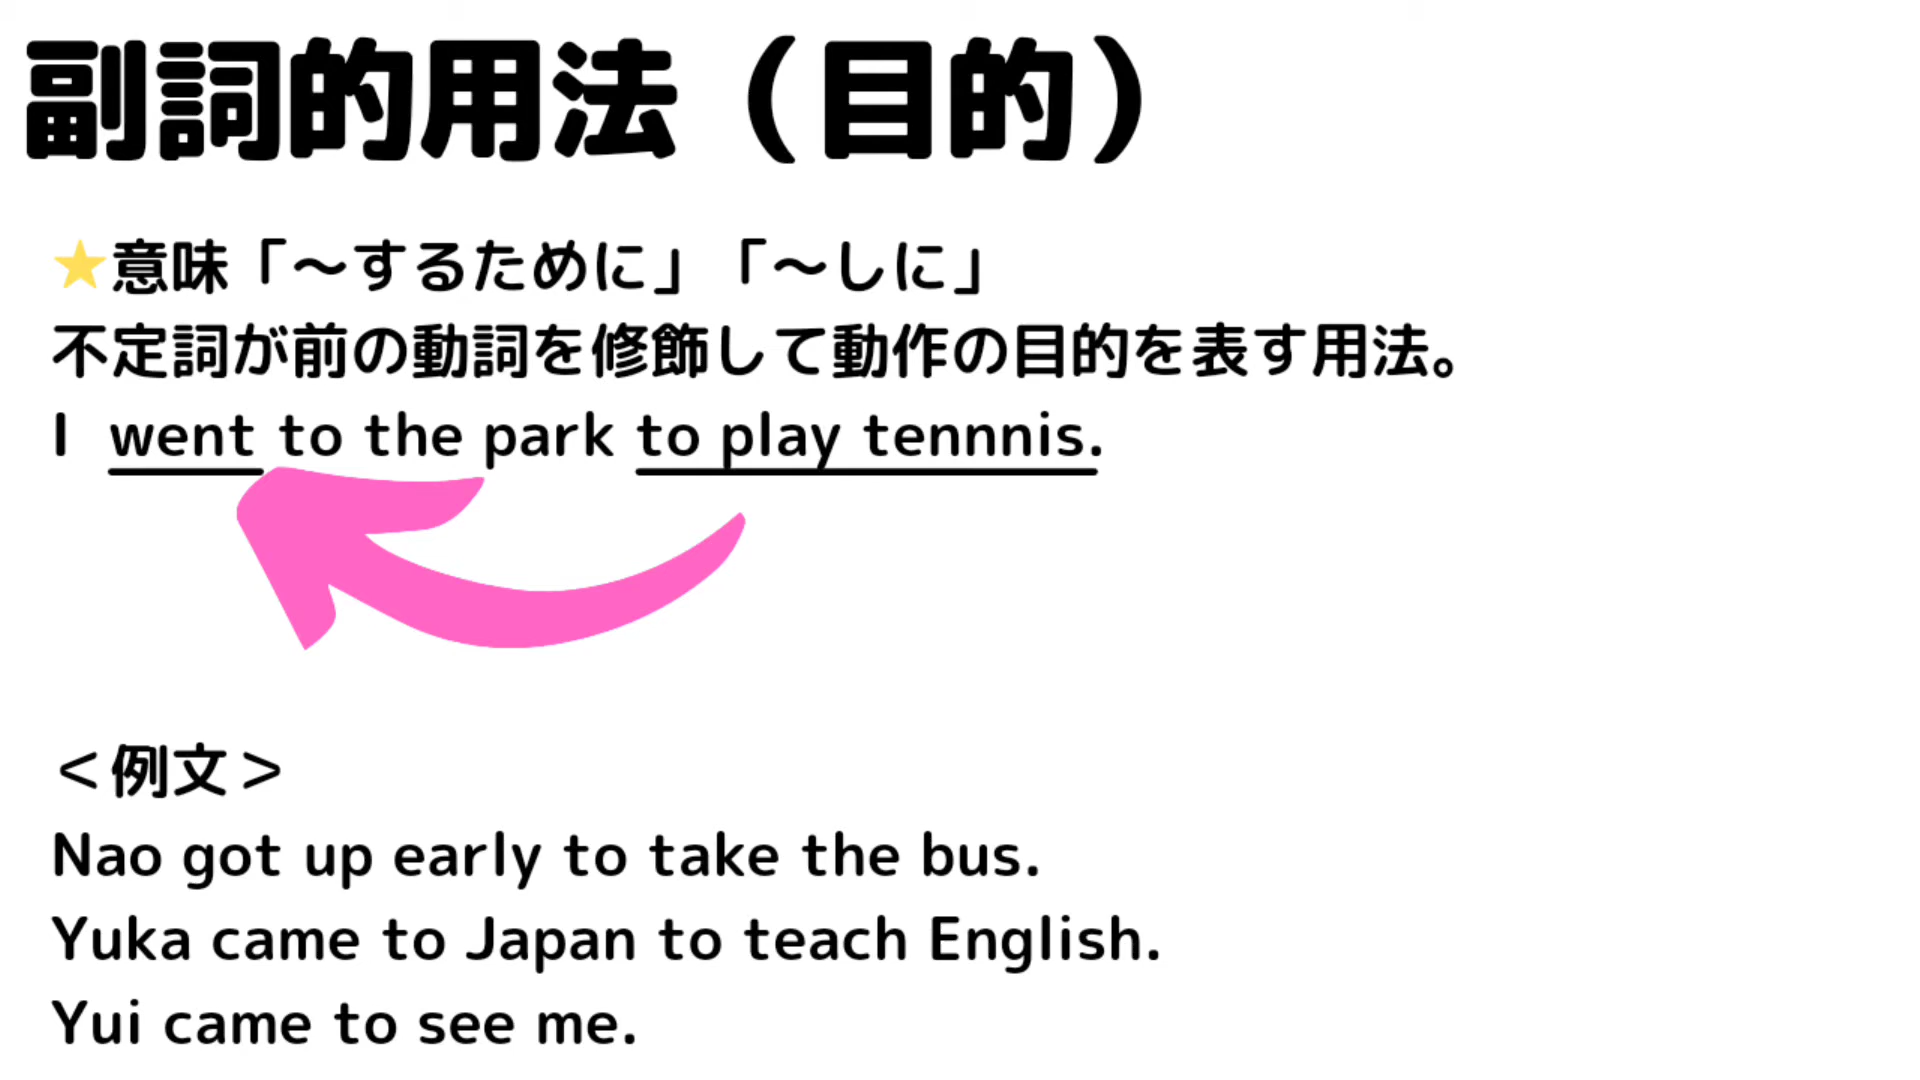 副詞的用法（目的）
⭐意味「〜するために」「〜しに」
不定詞が前の動詞を修飾して動作の目的を表す用法。
I went to the park to play tennnis.
＜例文＞
Nao got up early to take the bus.
Yuka came to Japan to teach English.
Yui came to see me.